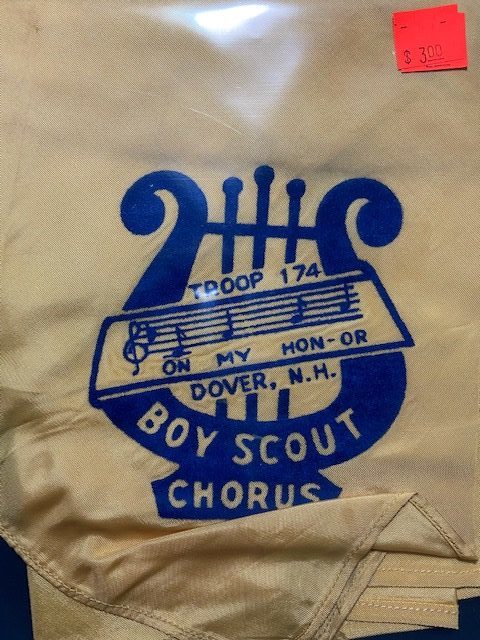 $ 3.00
TROOP 174
ON MY HON-OR
DOVER, N.H.
BOY SCOUT
CHORUS